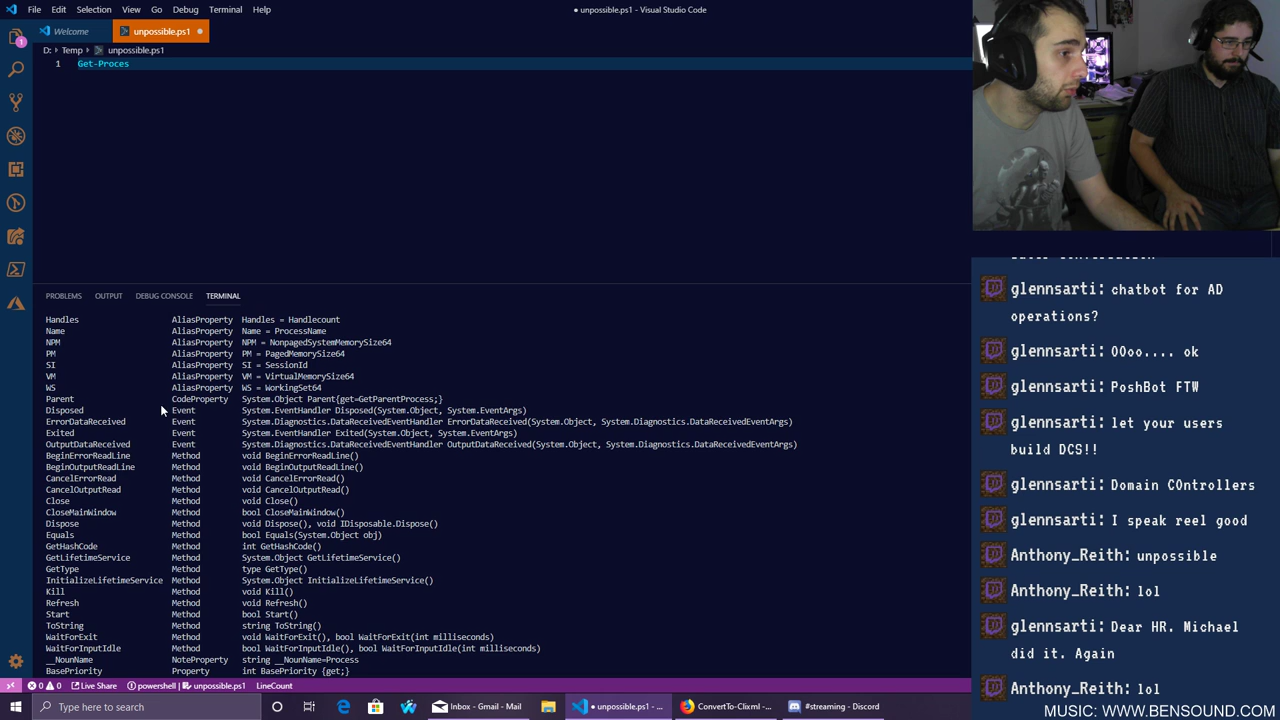 File Edit Selection View Go Debug Terminal Help
● unpossible.ps1 - Visual Studio Code
Welcome
unpossible.ps1
D: > Temp > unpossible.ps1
1 Get-Proces
PROBLEMS OUTPUT DEBUG CONSOLE TERMINAL
Handles AliasProperty Handles = Handlecount
Name AliasProperty Name = ProcessName
NPM AliasProperty NPM = NonpagedSystemMemorySize64
PM AliasProperty PM = PagedMemorySize64
SI AliasProperty SI = SessionId
VM AliasProperty VM = VirtualMemorySize64
WS AliasProperty WS = WorkingSet64
Parent CodeProperty System.Object Parent{get=GetParentProcess;}
Disposed Event System.EventHandler Disposed(System.Object, System.EventArgs)
ErrorDataReceived Event System.Diagnostics.DataReceivedEventHandler ErrorDataReceived(System.Object, System.Diagnostics.DataReceivedEventArgs)
Exited Event System.EventHandler Exited(System.Object, System.EventArgs)
OutputDataReceived Event System.Diagnostics.DataReceivedEventHandler OutputDataReceived(System.Object, System.Diagnostics.DataReceivedEventArgs)
BeginErrorReadLine Method void BeginErrorReadLine()
BeginOutputReadLine Method void BeginOutputReadLine()
CancelErrorRead Method void CancelErrorRead()
CancelOutputRead Method void CancelOutputRead()
Close Method void Close()
CloseMainWindow Method bool CloseMainWindow()
Dispose Method void Dispose(), void IDisposable.Dispose()
Equals Method bool Equals(System.Object obj)
GetHashCode Method int GetHashCode()
GetLifetimeService Method System.Object GetLifetimeService()
GetType Method type GetType()
InitializeLifetimeService Method System.Object InitializeLifetimeService()
Kill Method void Kill()
Refresh Method void Refresh()
Start Method bool Start()
ToString Method string ToString()
WaitForExit Method void WaitForExit(), bool WaitForExit(int milliseconds)
WaitForInputIdle Method bool WaitForInputIdle(), bool WaitForInputIdle(int milliseconds)
__NounName NoteProperty string __NounName=Process
BasePriority Property int BasePriority {get;}
0 0 Live Share powershell | unpossible.ps1 LineCount
Type here to search
Inbox - Gmail - Mail
● unpossible.ps1 - ...
ConvertTo-Clixml -...
#streaming - Discord
glennsarti: chatbot for AD
operations?
glennsarti: OOoo.... ok
glennsarti: PoshBot FTW
glennsarti: let your users
build DCS!!
glennsarti: Domain COntrollers
glennsarti: I speak reel good
Anthony_Reith: unpossible
Anthony_Reith: lol
glennsarti: Dear HR. Michael
did it. Again
Anthony_Reith: lol
MUSIC: WWW.BENSOUND.COM